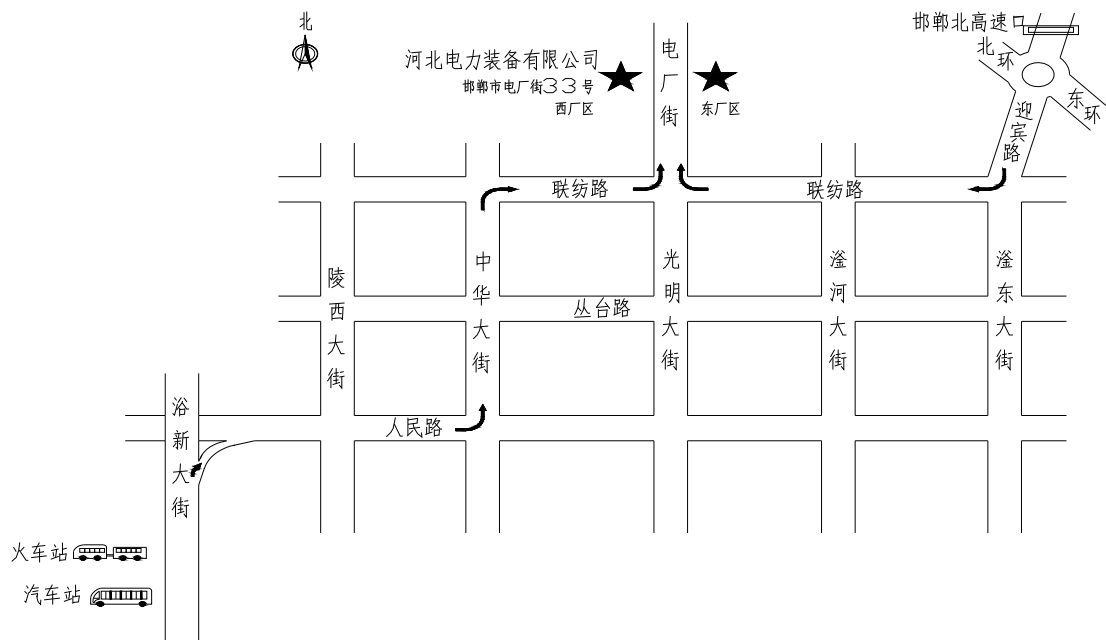 北
邯郸北高速口
河北电力装备有限公司
邯郸市电厂街33号
西厂区
电厂街
东厂区
北环
东环
迎宾路
联纺路
联纺路
陵西大街
中华大街
光明大街
滏河大街
滏东大街
丛台路
浴新大街
人民路
火车站
汽车站